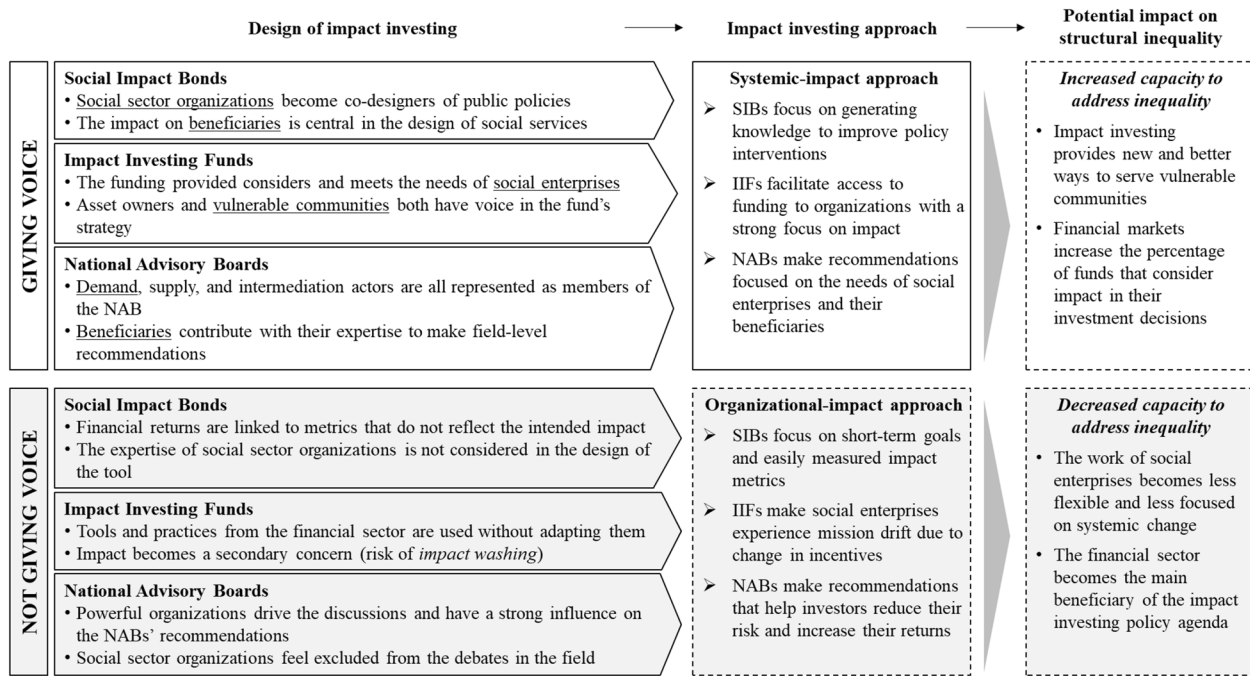 Design of impact investing
Impact investing approach
Potential impact on
structural inequality
GIVING VOICE
Social Impact Bonds
• Social sector organizations become co-designers of public policies
• The impact on beneficiaries is central in the design of social services
Impact Investing Funds
• The funding provided considers and meets the needs of social enterprises
• Asset owners and vulnerable communities both have voice in the fund's
strategy
National Advisory Boards
• Demand, supply, and intermediation actors are all represented as members of
the NAB
• Beneficiaries contribute with their expertise to make field-level
recommendations
Systemic-impact approach
➢ SIBs focus on generating
knowledge to improve policy
interventions
➢ IIFs facilitate access to
funding to organizations with a
strong focus on impact
➢ NABs make recommendations
focused on the needs of social
enterprises and their
beneficiaries
Increased capacity to
address inequality
• Impact investing
provides new and better
ways to serve vulnerable
communities
• Financial markets
increase the percentage
of funds that consider
impact in their
investment decisions
NOT GIVING VOICE
Social Impact Bonds
• Financial returns are linked to metrics that do not reflect the intended impact
• The expertise of social sector organizations is not considered in the design of
the tool
Impact Investing Funds
• Tools and practices from the financial sector are used without adapting them
• Impact becomes a secondary concern (risk of impact washing)
National Advisory Boards
• Powerful organizations drive the discussions and have a strong influence on
the NABs' recommendations
• Social sector organizations feel excluded from the debates in the field
Organizational-impact approach
➢ SIBs focus on short-term goals
and easily measured impact
metrics
➢ IIFs make social enterprises
experience mission drift due to
change in incentives
➢ NABs make recommendations
that help investors reduce their
risk and increase their returns
Decreased capacity to
address inequality
• The work of social
enterprises becomes less
flexible and less focused
on systemic change
• The financial sector
becomes the main
beneficiary of the impact
investing policy agenda